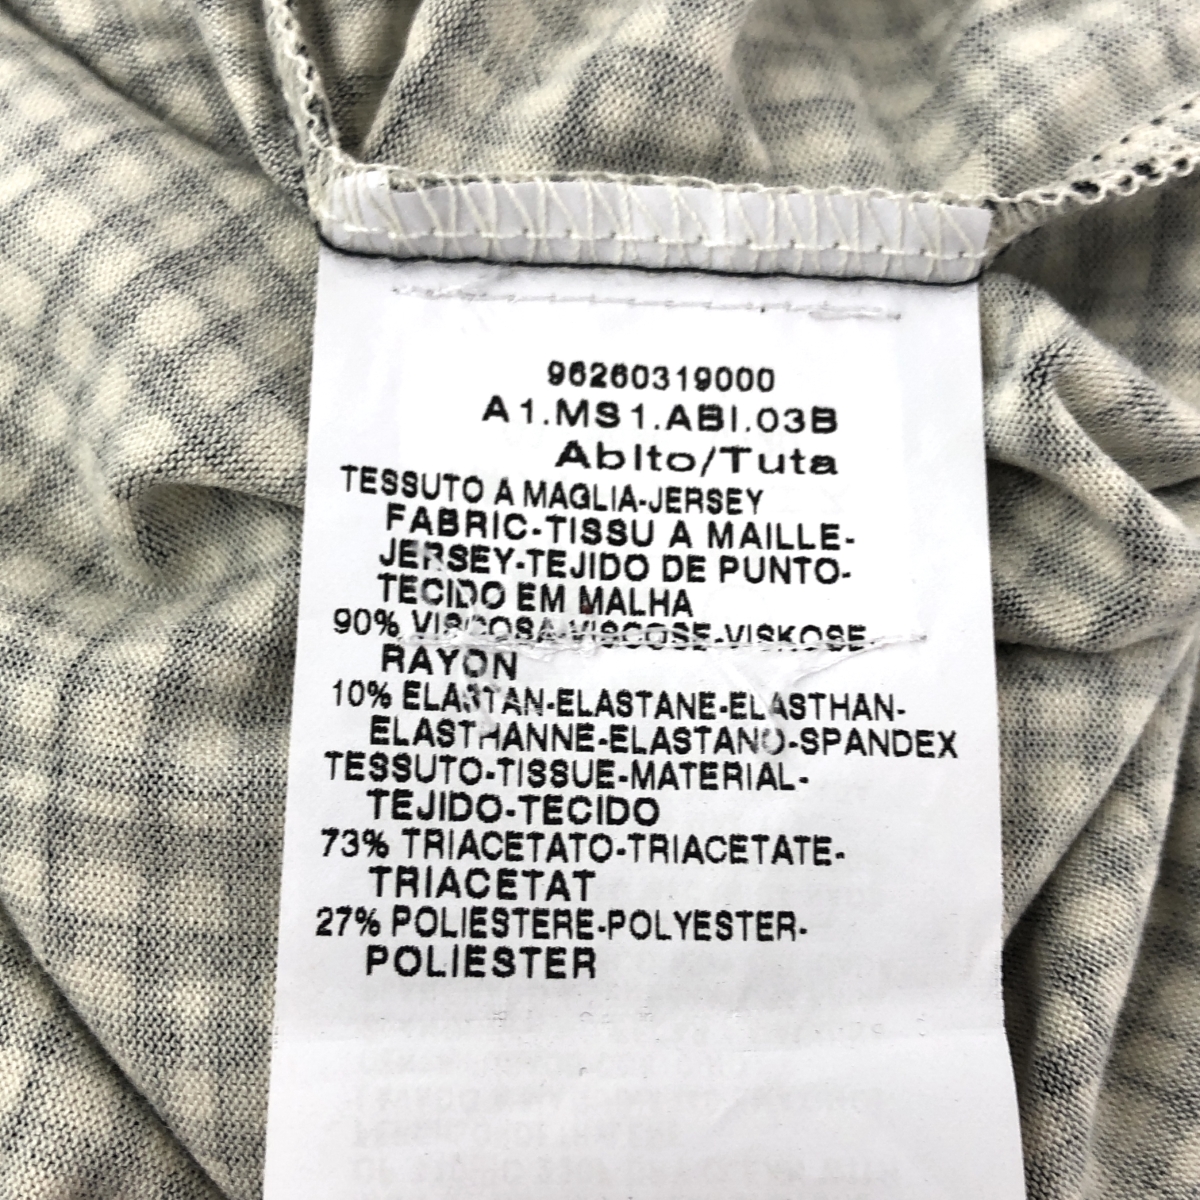 96260319000
A1.MS1.ABI.03B
Abito/Tuta
TESSUTO A MAGLIA-JERSEY
FABRIC-TISSU A MAILLE-
JERSEY-TEJIDO DE PUNTO-
TECIDO EM MALHA
90% VISCOSA-VISCOSE-VISKOSE-
RAYON
10% ELASTAN-ELASTANE-ELASTHAN-
ELASTHANNE-ELASTANO-SPANDEX
TESSUTO-TISSUE-MATERIAL-
TEJIDO-TECIDO
73% TRIACETATO-TRIACETATE-
TRIACETAT
27% POLIESTERE-POLYESTER-
POLIESTER